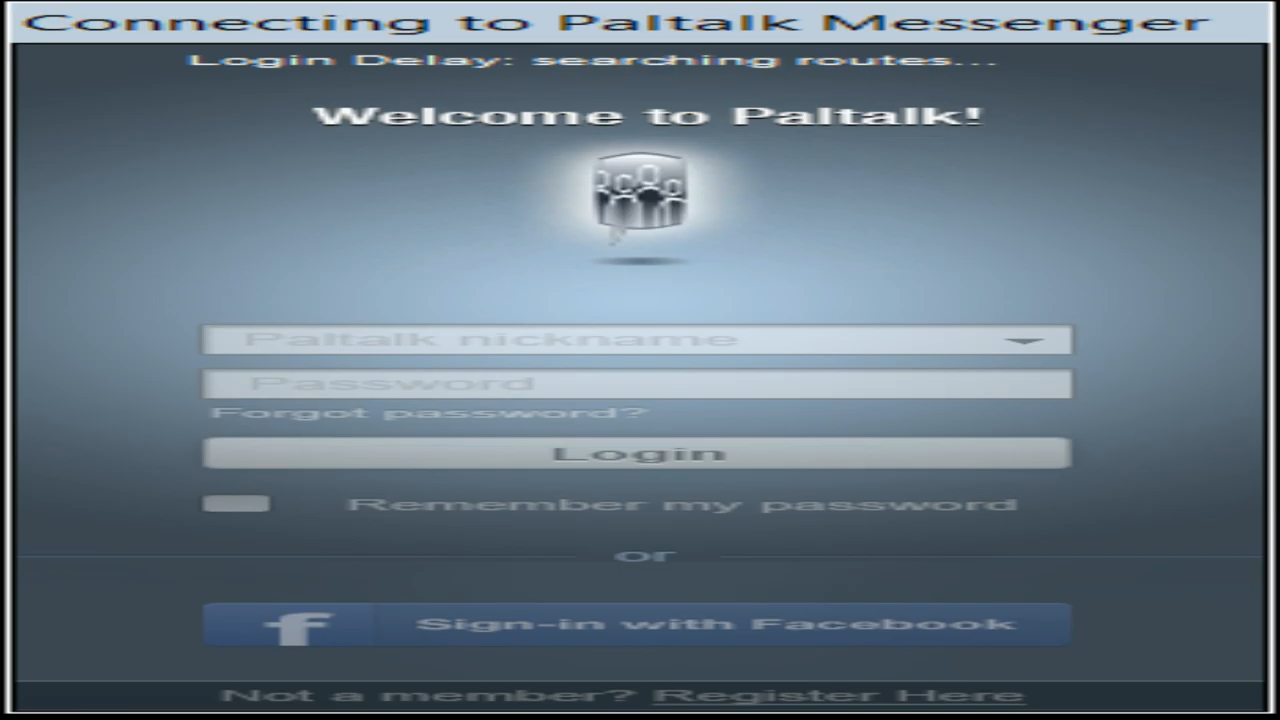 Connecting to Paltalk Messenger
Login Delay: searching routes...
Welcome to Paltalk!
Paltalk nickname
Password
Forgot password?
Login
Remember my password
or
f Sign-in with Facebook
Not a member? Register Here